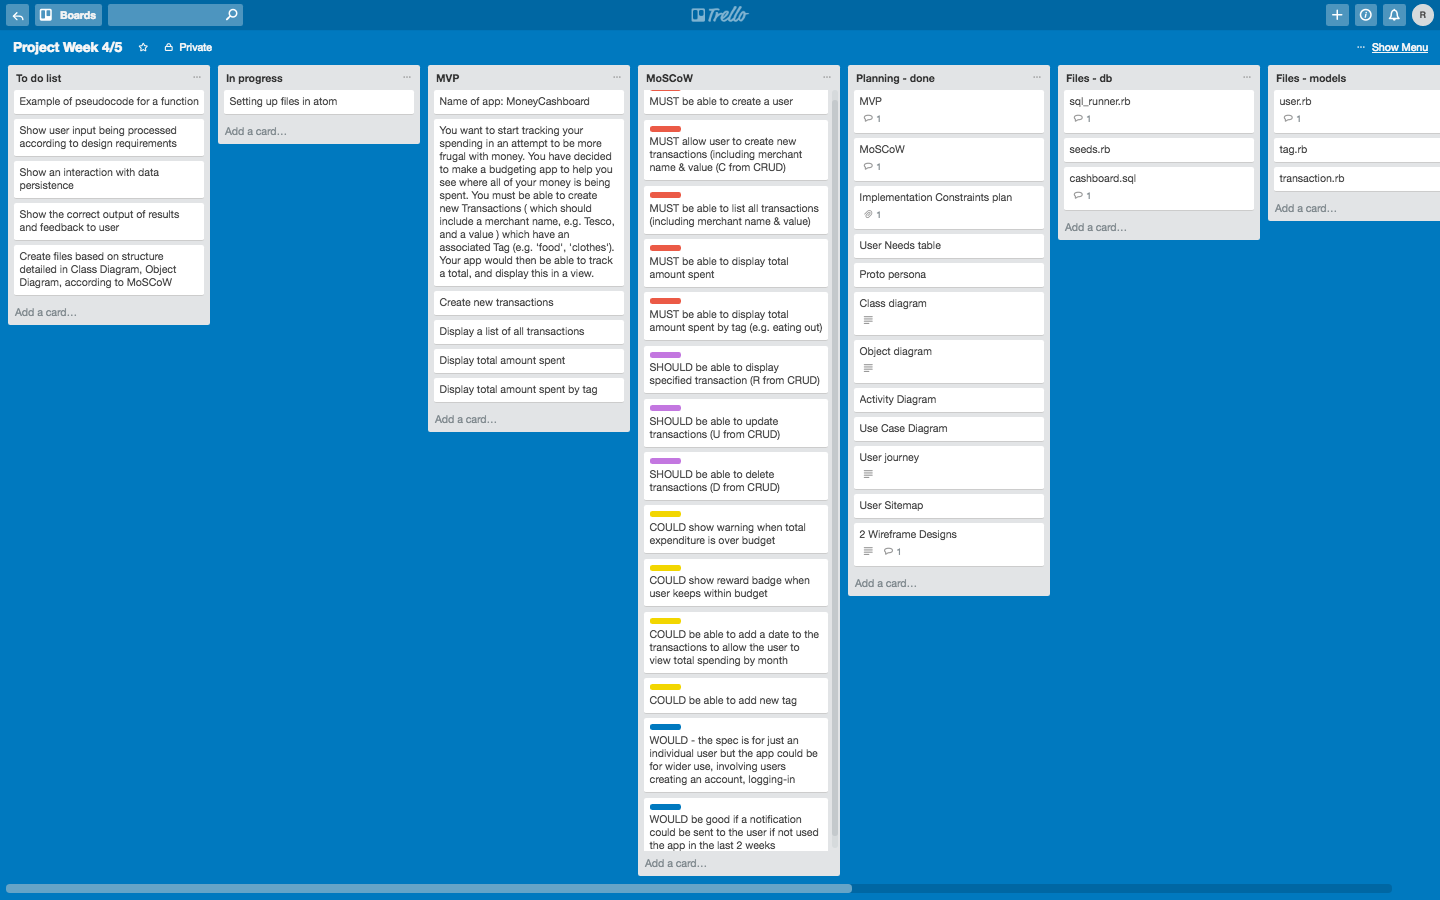 Boards
Trello
R
Project Week 4/5
Private
... Show Menu
To do list
Example of pseudocode for a function
Show user input being processed
according to design requirements
Show an interaction with data
persistence
Show the correct output of results
and feedback to user
Create files based on structure
detailed in Class Diagram, Object
Diagram, according to MoSCoW
Add a card...
In progress
Setting up files in atom
Add a card...
MVP
Name of app: MoneyCashboard
You want to start tracking your
spending in an attempt to be more
frugal with money. You have decided
to make a budgeting app to help you
see where all of your money is being
spent. You must be able to create
new Transactions ( which should
include a merchant name, e.g. Tesco,
and a value ) which have an
associated Tag (e.g. 'food', 'clothes').
Your app would then be able to track
a total, and display this in a view.
Create new transactions
Display a list of all transactions
Display total amount spent
Display total amount spent by tag
Add a card...
MoSCoW
MUST be able to create a user
MUST allow user to create new
transactions (including merchant
name & value (C from CRUD)
MUST be able to list all transactions
(including merchant name & value)
MUST be able to display total
amount spent
MUST be able to display total
amount spent by tag (e.g. eating out)
SHOULD be able to display
specified transaction (R from CRUD)
SHOULD be able to update
transactions (U from CRUD)
SHOULD be able to delete
transactions (D from CRUD)
COULD show warning when total
expenditure is over budget
COULD show reward badge when
user keeps within budget
COULD be able to add a date to the
transactions to allow the user to
view total spending by month
COULD be able to add new tag
WOULD - the spec is for just an
individual user but the app could be
for wider use, involving users
creating an account, logging-in
WOULD be good if a notification
could be sent to the user if not used
the app in the last 2 weeks
Add a card...
Planning - done
MVP
1
MoSCoW
1
Implementation Constraints plan
1
User Needs table
Proto persona
Class diagram
Object diagram
Activity Diagram
Use Case Diagram
User journey
User Sitemap
2 Wireframe Designs
1
Add a card...
Files - db
sql_runner.rb
1
seeds.rb
cashboard.sql
1
Add a card...
Files - models
user.rb
1
tag.rb
transaction.rb
Add a card...